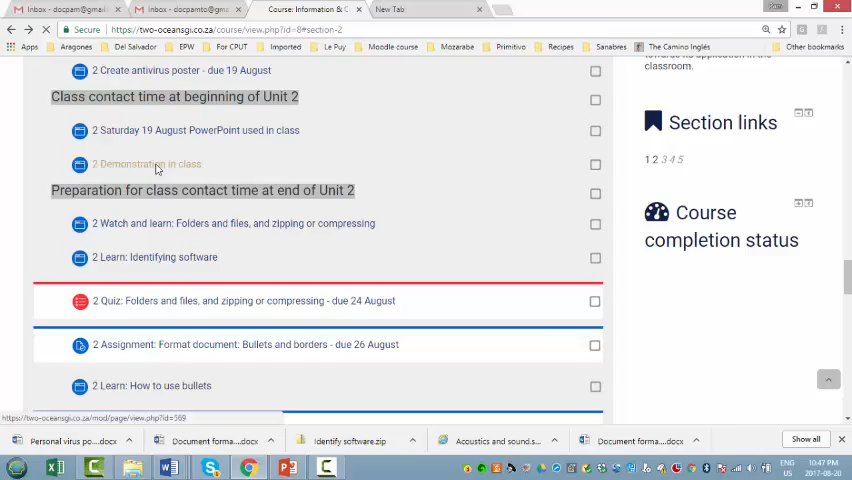 Inbox - docpam@gmail.
Inbox - docpamto@gmail.
Course: Information & C
New Tab
Secure
https://two-oceansgi.co.za/course/view.php?id=8#section-2
Apps
Aragones
Del Salvador
EPW
For CPUT
Imported
Le Puy
Moodle course
Mozarabe
Primitivo
Recipes
Sanabres
The Camino Inglés
Other bookmarks
2 Create antivirus poster - due 19 August
Class contact time at beginning of Unit 2
2 Saturday 19 August PowerPoint used in class
2 Demonstration in class
Preparation for class contact time at end of Unit 2
2 Watch and learn: Folders and files, and zipping or compressing
2 Learn: Identifying software
2 Quiz: Folders and files, and zipping or compressing - due 24 August
2 Assignment: Format document: Bullets and borders - due 26 August
2 Learn: How to use bullets
classroom.
Section links
1 2 3 4 5
Course
completion status
https://two-oceansgi.co.za/mod/page/view.php?id=569
Personal virus po....docx
Document forma....docx
Identify software.zip
Acoustics and sound.s...
Document forma....docx
Show all
ENG
US
10:47 PM
2017-08-20